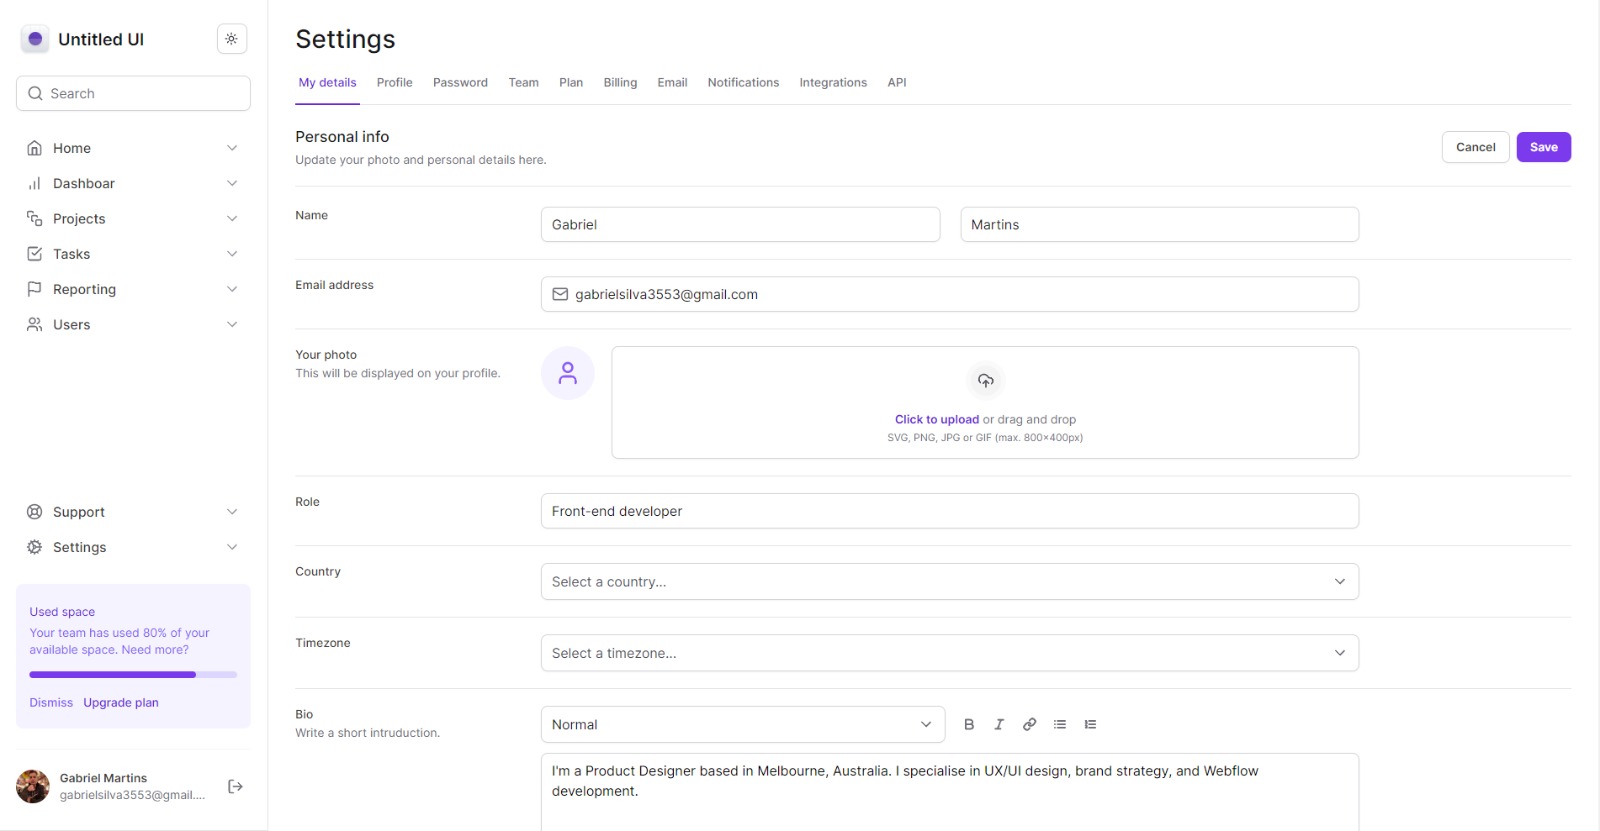 Untitled UI
Search
Home
Dashboar
Projects
Tasks
Reporting
Users
Support
Settings
Used space
Your team has used 80% of your
available space. Need more?
Dismiss Upgrade plan
Gabriel Martins
gabrielsilva3553@gmail....
Settings
My details Profile Password Team Plan Billing Email Notifications Integrations API
Personal info
Update your photo and personal details here.
Cancel Save
Name
Gabriel Martins
Email address
gabrielsilva3553@gmail.com
Your photo
This will be displayed on your profile.
Click to upload or drag and drop
SVG, PNG, JPG or GIF (max. 800×400px)
Role
Front-end developer
Country
Select a country...
Timezone
Select a timezone...
Bio
Write a short intruduction.
Normal
I'm a Product Designer based in Melbourne, Australia. I specialise in UX/UI design, brand strategy, and Webflow
development.